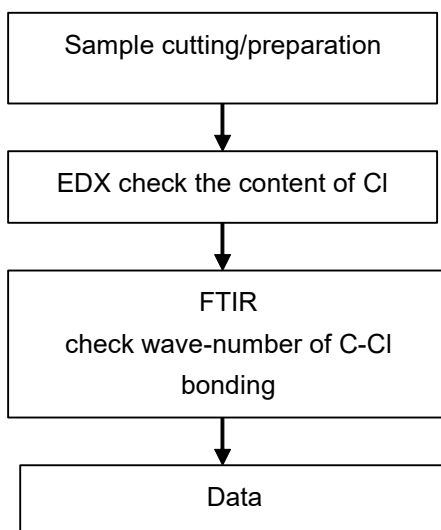 Sample cutting/preparation
EDX check the content of Cl
FTIR
check wave-number of C-Cl
bonding
Data